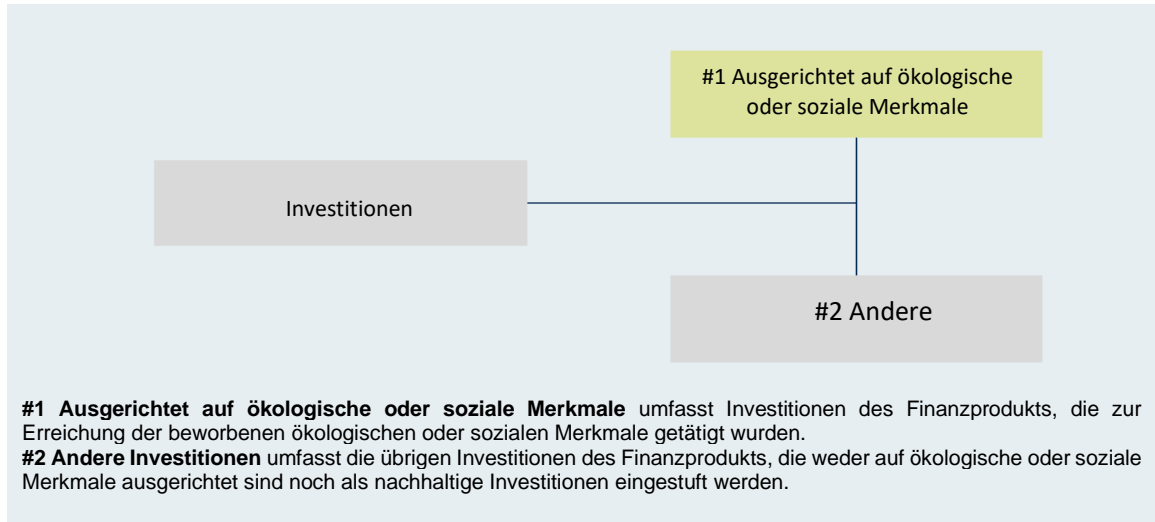 #1 Ausgerichtet auf ökologische
oder soziale Merkmale
Investitionen
#2 Andere
#1 Ausgerichtet auf ökologische oder soziale Merkmale umfasst Investitionen des Finanzprodukts, die zur
Erreichung der beworbenen ökologischen oder sozialen Merkmale getätigt wurden.
#2 Andere Investitionen umfasst die übrigen Investitionen des Finanzprodukts, die weder auf ökologische oder soziale
Merkmale ausgerichtet sind noch als nachhaltige Investitionen eingestuft werden.